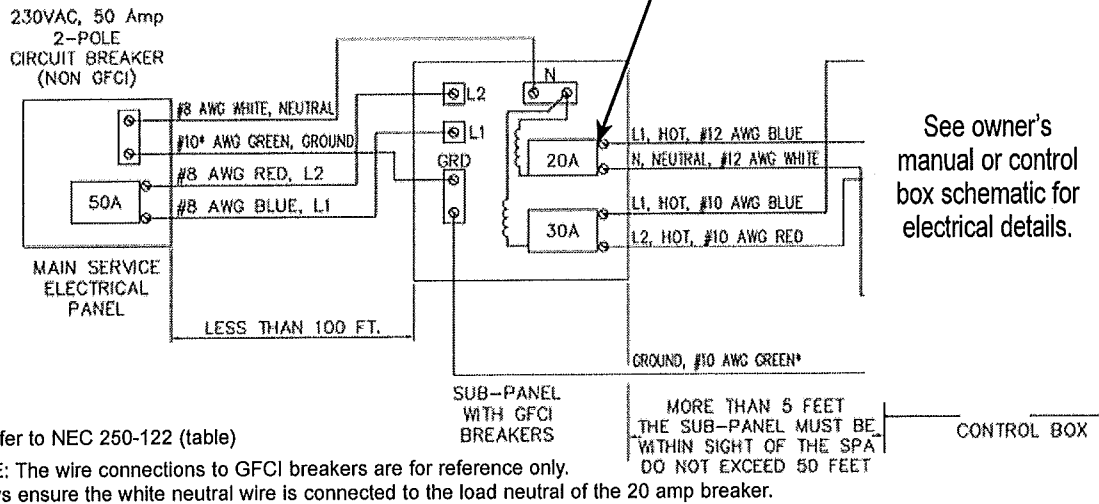 230VAC, 50 Amp
2-POLE
CIRCUIT BREAKER
(NON GFCI)
#8 AWG WHITE, NEUTRAL
#10* AWG GREEN, GROUND
#8 AWG RED, L2
#8 AWG BLUE, L1
50A
MAIN SERVICE
ELECTRICAL
PANEL
LESS THAN 100 FT.
N
L2
L1
GRD
20A
30A
L1, HOT, #12 AWG BLUE
N, NEUTRAL, #12 AWG WHITE
L1, HOT, #10 AWG BLUE
L2, HOT, #10 AWG RED
GROUND, #10 AWG GREEN*
See owner's
manual or control
box schematic for
electrical details.
SUB-PANEL
WITH GFCI
BREAKERS
MORE THAN 5 FEET
THE SUB-PANEL MUST BE
WITHIN SIGHT OF THE SPA
DO NOT EXCEED 50 FEET
CONTROL BOX
fer to NEC 250-122 (table)
E: The wire connections to GFCI breakers are for reference only.
s ensure the white neutral wire is connected to the load neutral of the 20 amp breaker.